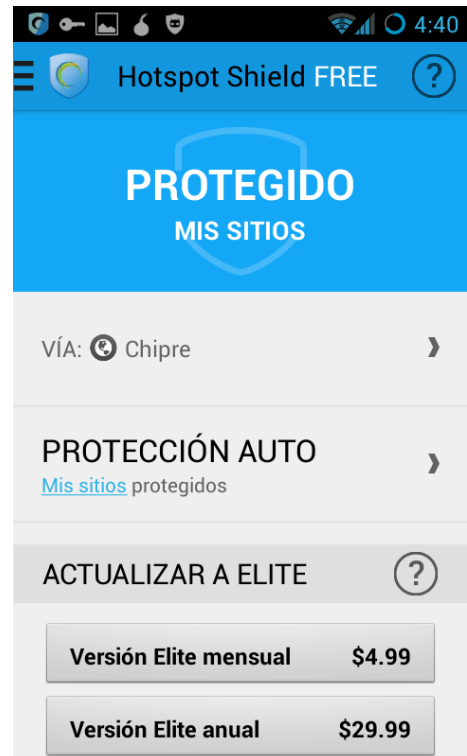 4:40
Hotspot Shield FREE ?
PROTEGIDO
MIS SITIOS
VÍA: Chipre
PROTECCIÓN AUTO
Mis sitios protegidos
ACTUALIZAR A ELITE ?
Versión Elite mensual $4.99
Versión Elite anual $29.99